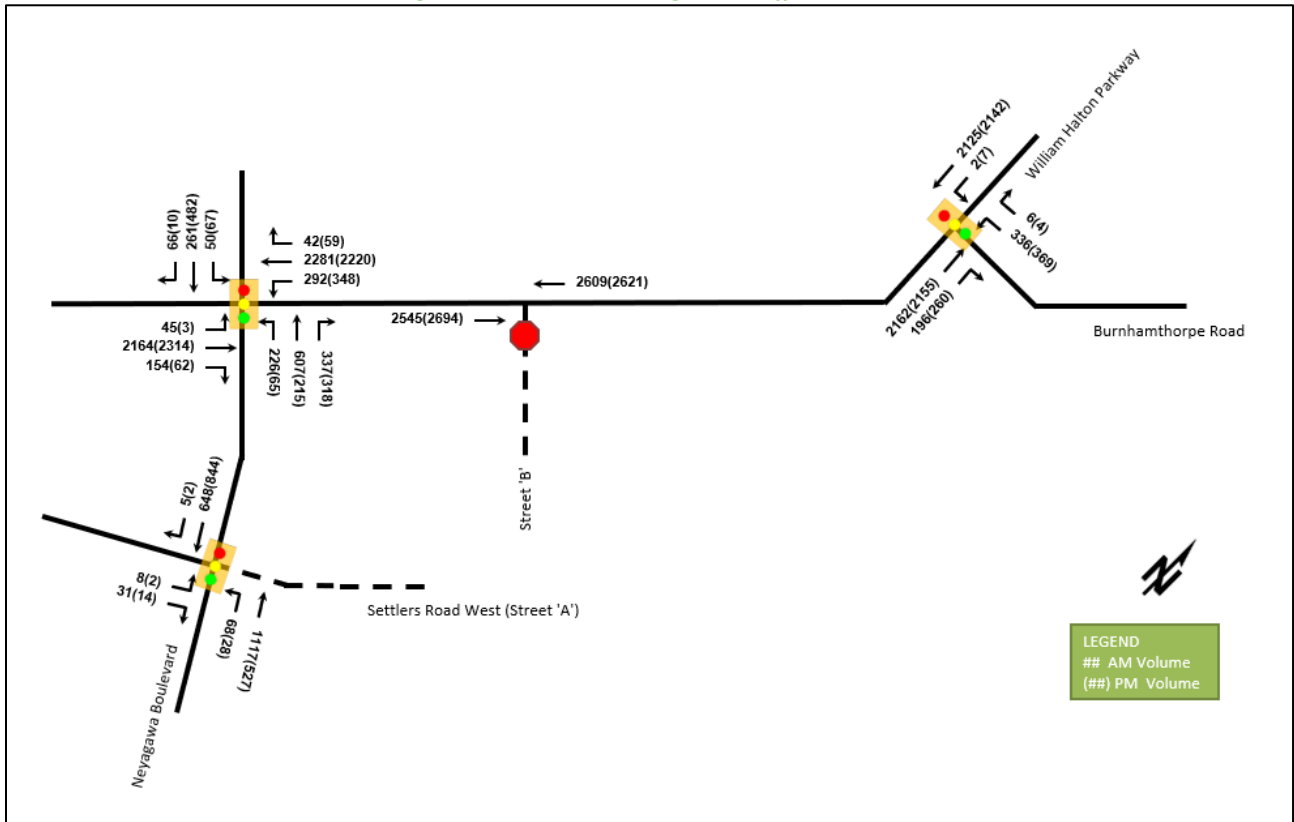 2125(2142)
2(7)
William Halton Parkway
6(4)
336(369)
2162(2155)
196(260)
Burnhamthorpe Road
66(10)
261(482)
50(67)
42(59)
2281(2220)
292(348)
45(3)
2164(2314)
154(62)
226(65)
607(215)
337(318)
2609(2621)
2545(2694)
Street 'B'
5(2)
648(844)
8(2)
31(14)
68(28)
1117(527)
Settlers Road West (Street 'A')
Neyagawa Boulevard
N
LEGEND
## AM Volume
(##) PM Volume